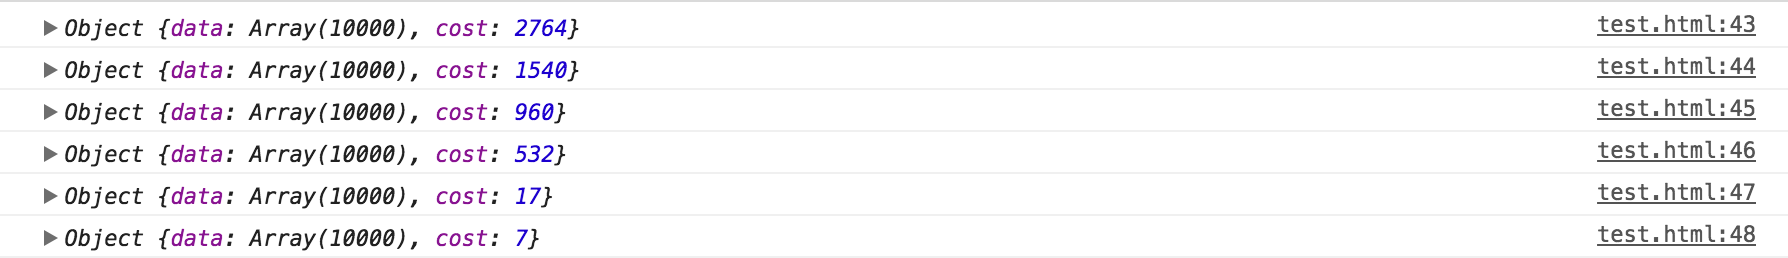 ▶Object {data: Array(10000), cost: 2764} test.html:43
▶Object {data: Array(10000), cost: 1540} test.html:44
▶Object {data: Array(10000), cost: 960} test.html:45
▶Object {data: Array(10000), cost: 532} test.html:46
▶Object {data: Array(10000), cost: 17} test.html:47
▶Object {data: Array(10000), cost: 7} test.html:48